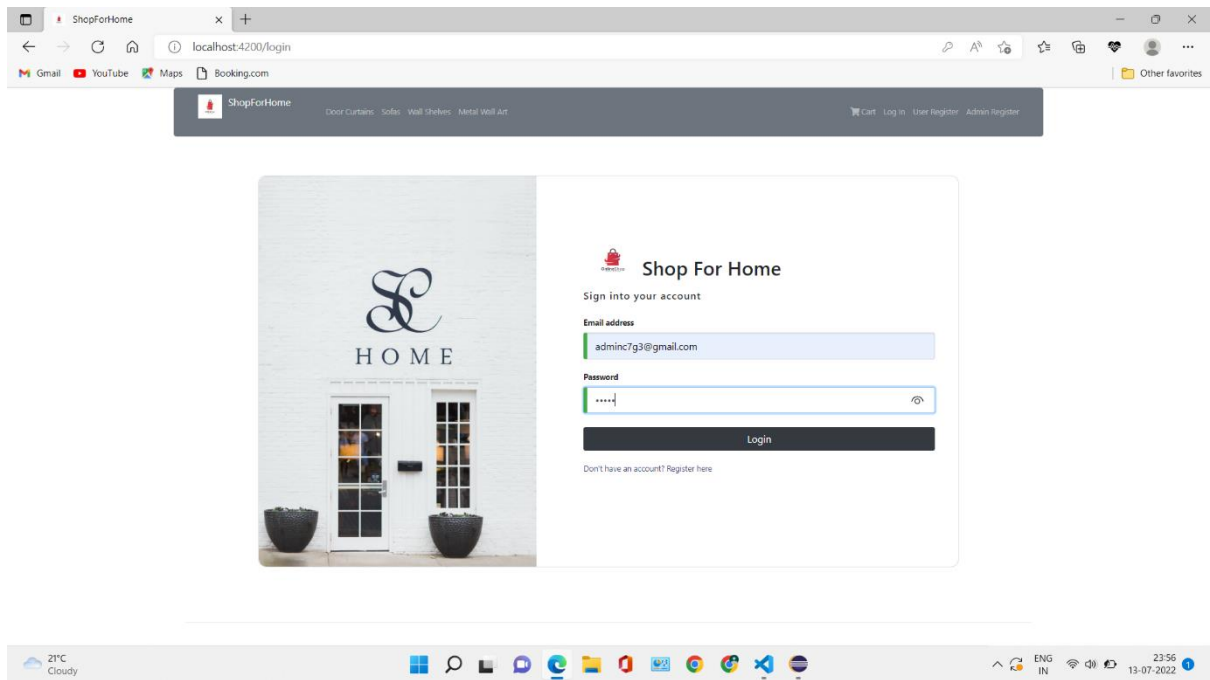 ShopForHome
localhost:4200/login
Gmail YouTube Maps Booking.com Other favorites
ShopForHome
Door Curtains Sofas Wall Shelves Metal Wall Art Cart Log in User Register Admin Register
HOME
Shop For Home
Sign into your account
Email address
adminc7g3@gmail.com
Password
•••••
Login
Don't have an account? Register here
21°C
Cloudy
ENG
IN
23:56
13-07-2022
1